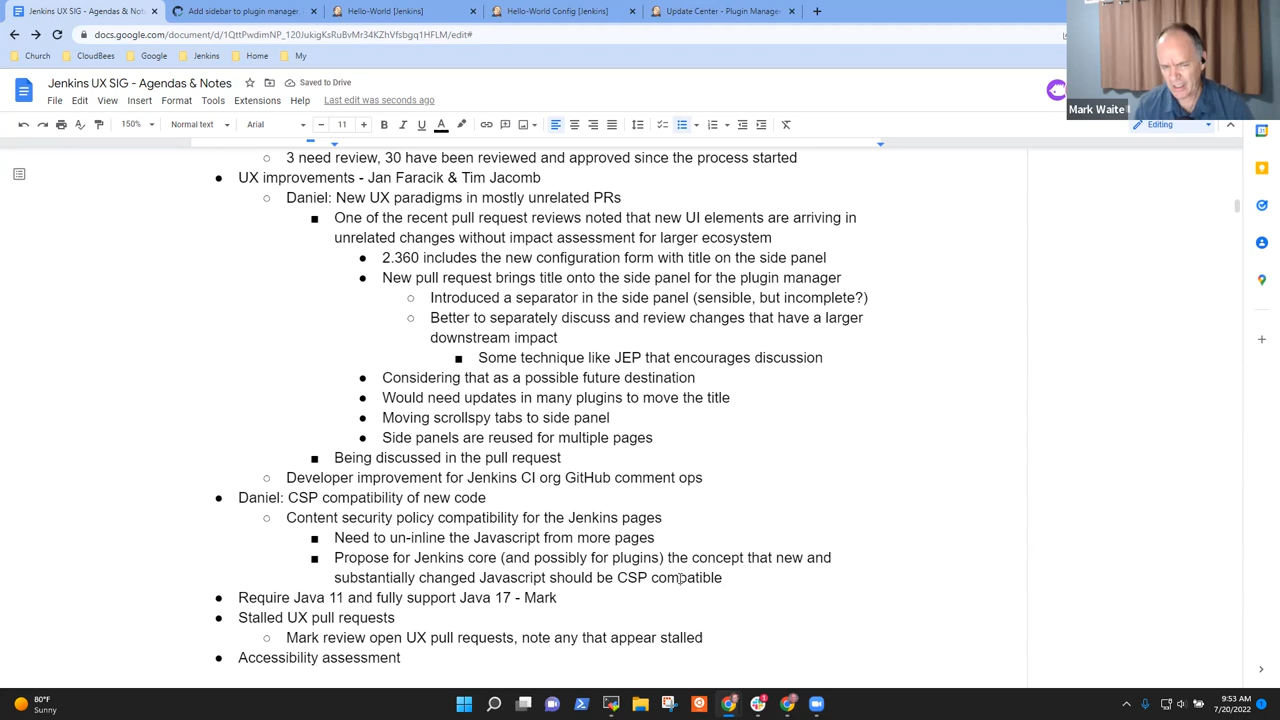 Jenkins UX SIG - Agendas & Notes
Add sidebar to plugin manager.
Hello-World [Jenkins]
Hello-World Config [Jenkins]
Update Center - Plugin Manage
docs.google.com/document/d/1QttPwdimNP_120JukigKsRuBvMr34KZhVfsbgq1HFLM/edit#
Church
CloudBees
Google
Jenkins
Home
My
Jenkins UX SIG - Agendas & Notes
Saved to Drive
File Edit View Insert Format Tools Extensions Help Last edit was seconds ago
Mark Waite
150% Normal text Arial 11 Editing
3 need review, 30 have been reviewed and approved since the process started
UX improvements - Jan Faracik & Tim Jacomb
Daniel: New UX paradigms in mostly unrelated PRs
One of the recent pull request reviews noted that new UI elements are arriving in
unrelated changes without impact assessment for larger ecosystem
2.360 includes the new configuration form with title on the side panel
New pull request brings title onto the side panel for the plugin manager
Introduced a separator in the side panel (sensible, but incomplete?)
Better to separately discuss and review changes that have a larger
downstream impact
Some technique like JEP that encourages discussion
Considering that as a possible future destination
Would need updates in many plugins to move the title
Moving scrollspy tabs to side panel
Side panels are reused for multiple pages
Being discussed in the pull request
Developer improvement for Jenkins CI org GitHub comment ops
Daniel: CSP compatibility of new code
Content security policy compatibility for the Jenkins pages
Need to un-inline the Javascript from more pages
Propose for Jenkins core (and possibly for plugins) the concept that new and
substantially changed Javascript should be CSP compatible
Require Java 11 and fully support Java 17 - Mark
Stalled UX pull requests
Mark review open UX pull requests, note any that appear stalled
Accessibility assessment
80°F
Sunny
9:53 AM
7/20/2022